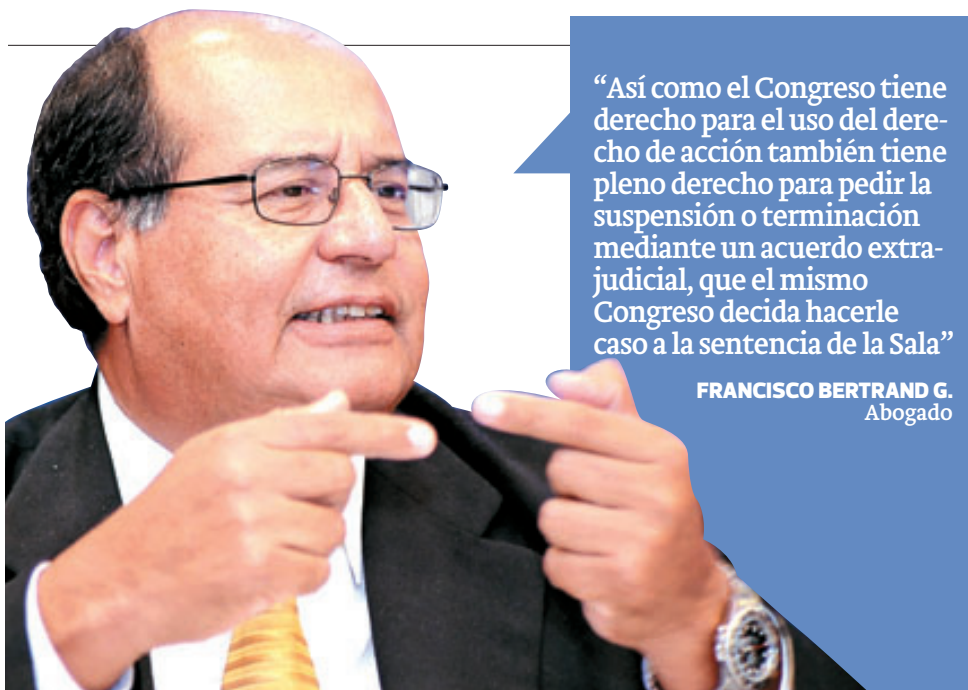 “Así como el Congreso tiene
derecho para el uso del dere-
cho de acción también tiene
pleno derecho para pedir la
suspensión o terminación
mediante un acuerdo extra-
judicial, que el mismo
Congreso decida hacerle
caso a la sentencia de la Sala”
FRANCISCO BERTRAND G.
Abogado